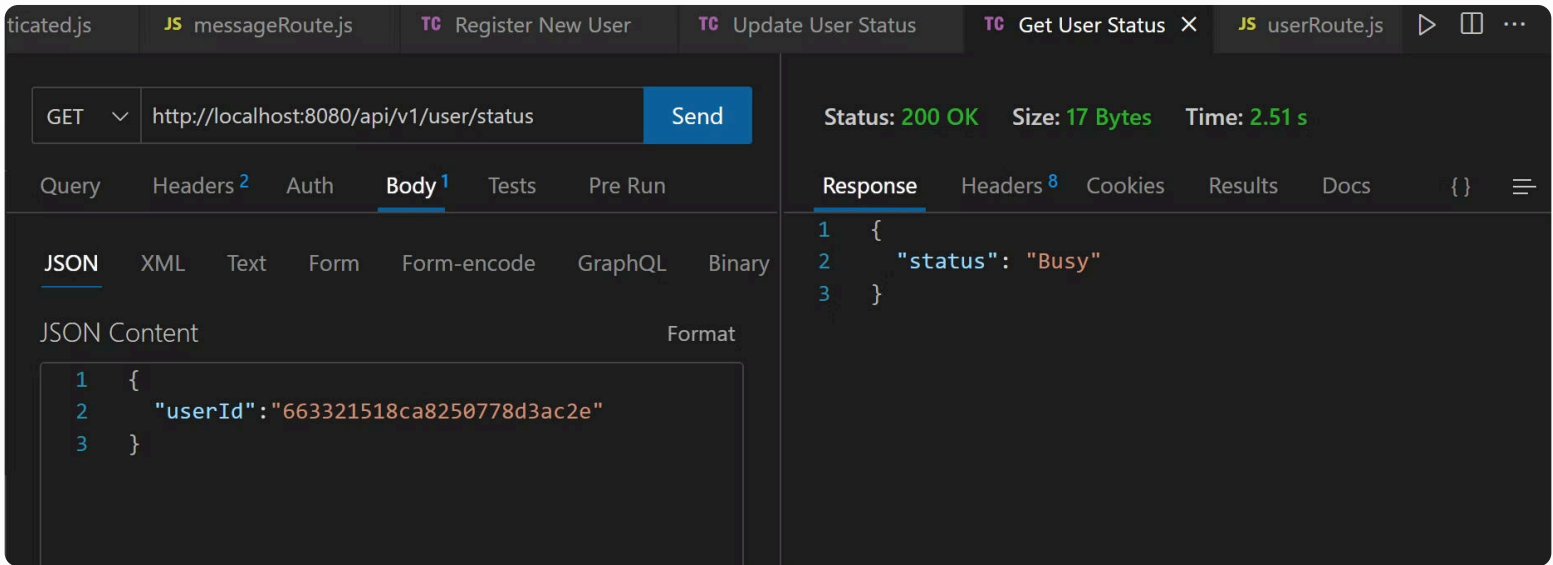 ticated.js JS messageRoute.js TC Register New User TC Update User Status TC Get User Status × JS userRoute.js ...
GET http://localhost:8080/api/v1/user/status Send
Query Headers 2 Auth Body 1 Tests Pre Run
JSON XML Text Form Form-encode GraphQL Binary
JSON Content Format
1 {
2 "userId":"663321518ca8250778d3ac2e"
3 }
Status: 200 OK Size: 17 Bytes Time: 2.51 s
Response Headers 8 Cookies Results Docs { }
1 {
2 "status": "Busy"
3 }